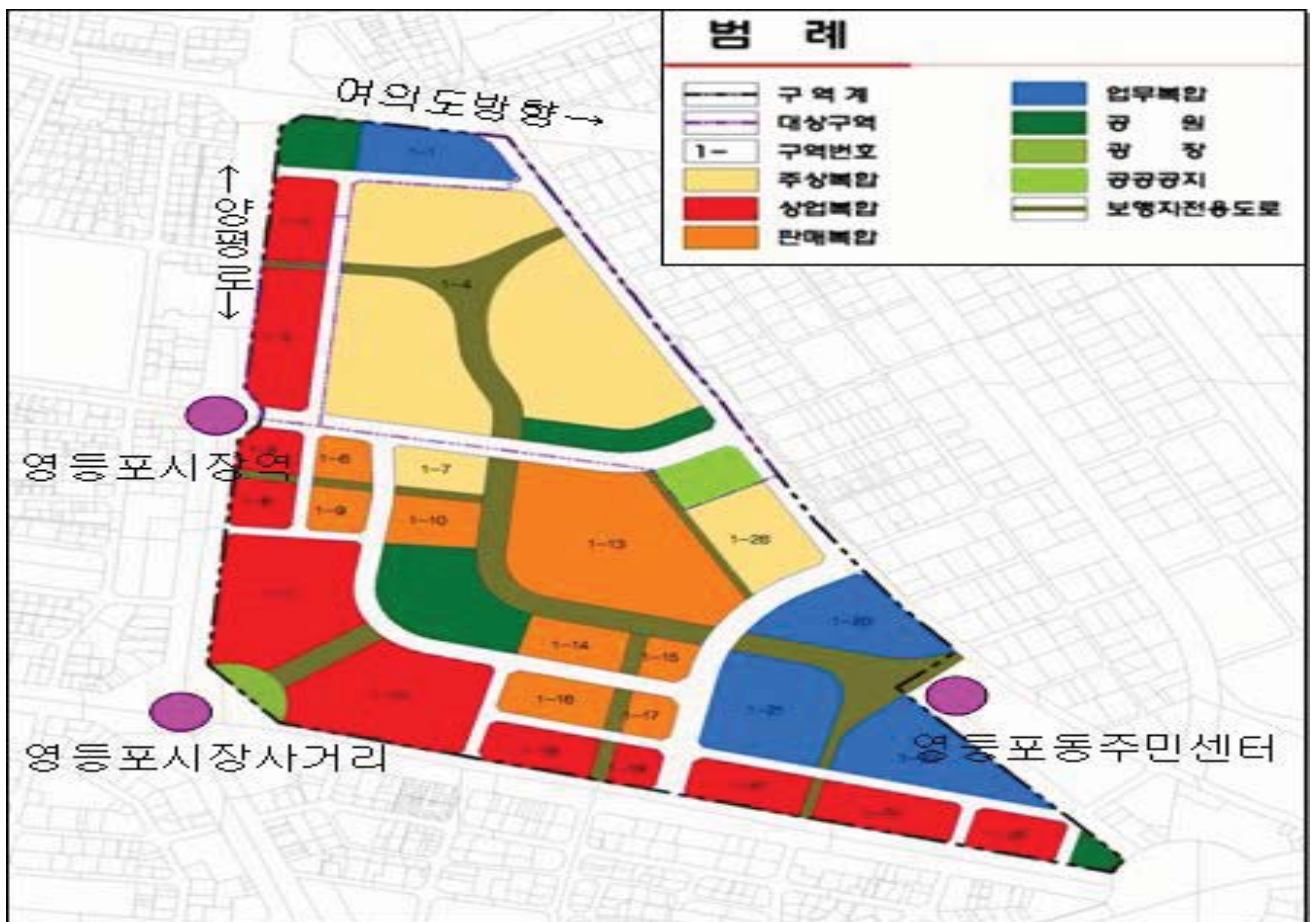 범 례
구역계
대상구역
1- 구역번호
주상복합
상업복합
판매복합
업무복합
공 원
광 장
공공공지
보행자전용도로
여의도방향→
←양평로→
1-1
1-4
영등포시장역
1-6
1-7
1-9
1-10
1-13
1-26
1-14
1-15
1-20
1-16
1-17
1-21
영등포시장사거리
영등포동주민센터